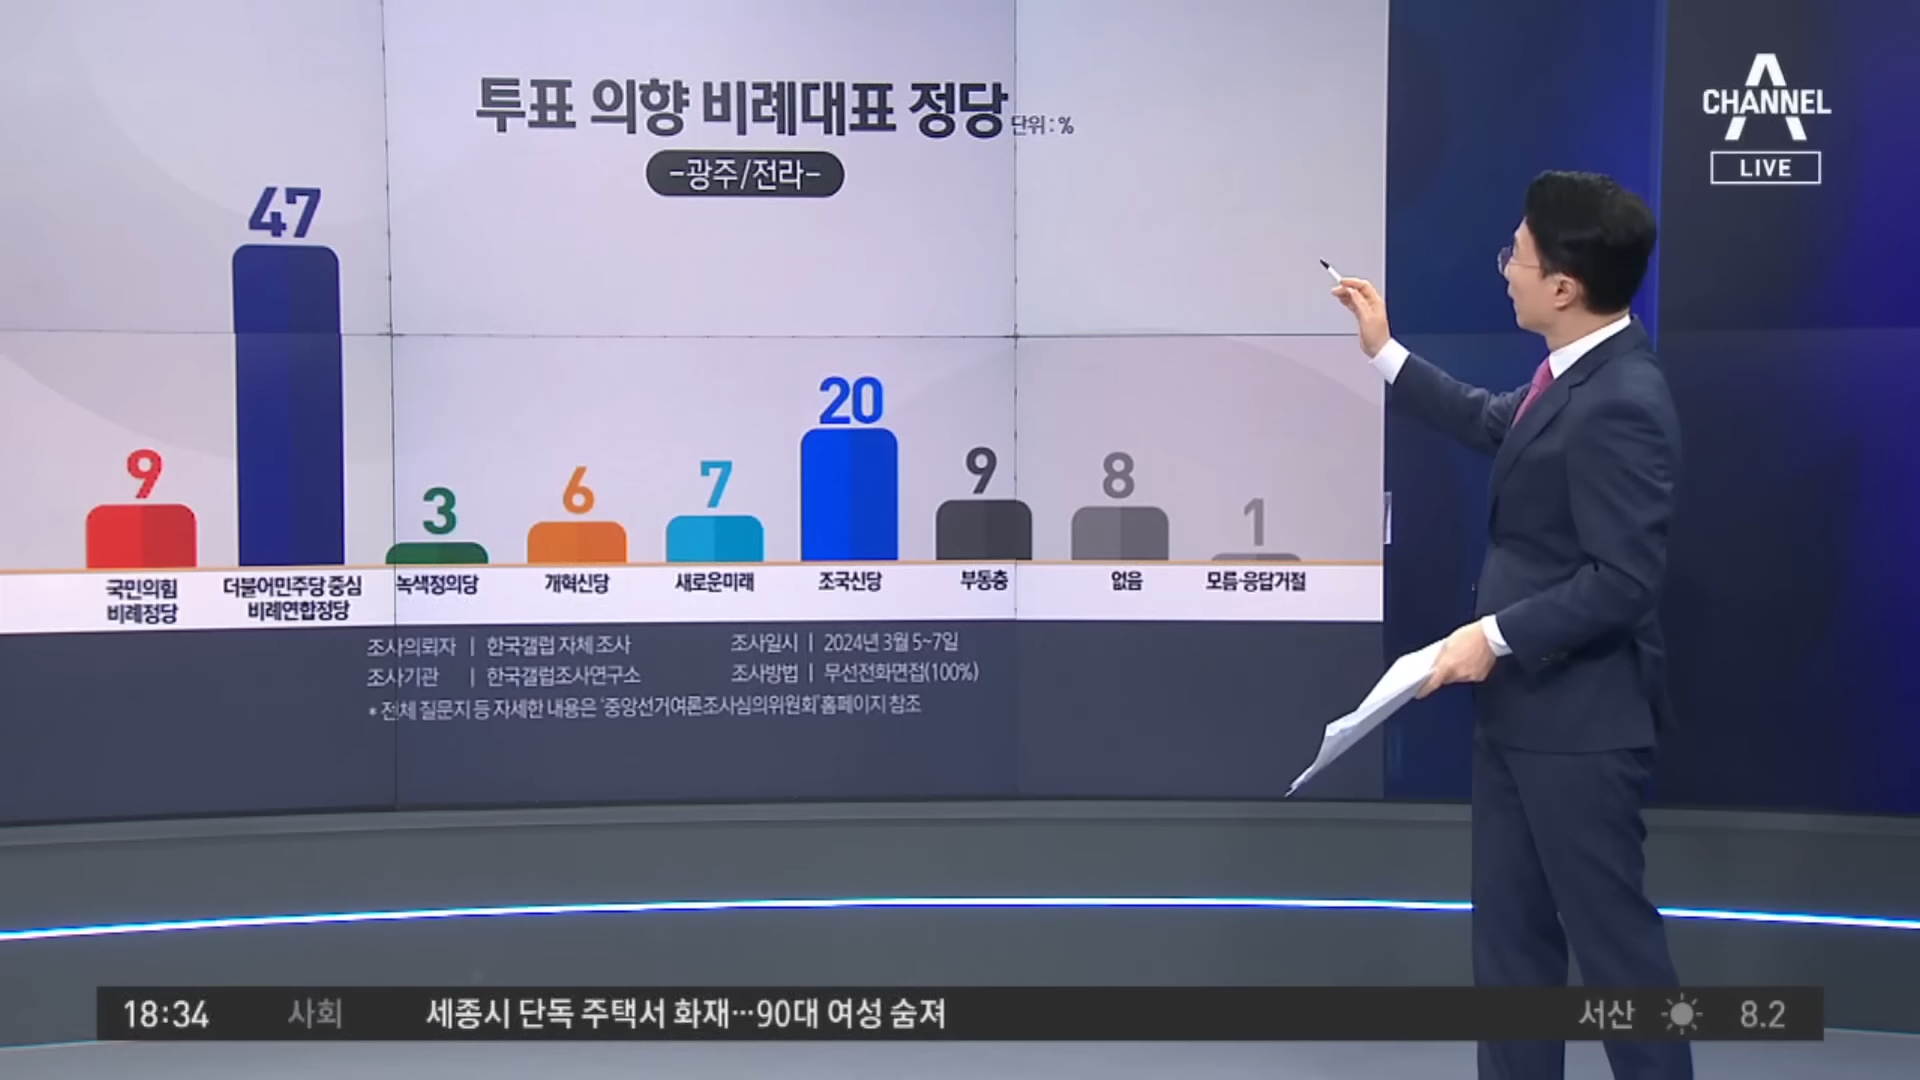 투표 의향 비례대표 정당 단위 : %
-광주/전라-
CHANNEL A
LIVE
9
47
3
6
7
20
9
8
1
국민의힘
비례정당
더불어민주당 중심
비례연합정당
녹색정의당
개혁신당
새로운미래
조국신당
부동층
없음
모름·응답거절
조사의뢰자 | 한국갤럽 자체 조사
조사일시 | 2024년 3월 5~7일
조사기관 | 한국갤럽조사연구소
조사방법 | 무선전화면접(100%)
* 전체 질문지 등 자세한 내용은 '중앙선거여론조사심의위원회'홈페이지 참조
18:34 사회 세종시 단독 주택서 화재…90대 여성 숨져 서산 8.2